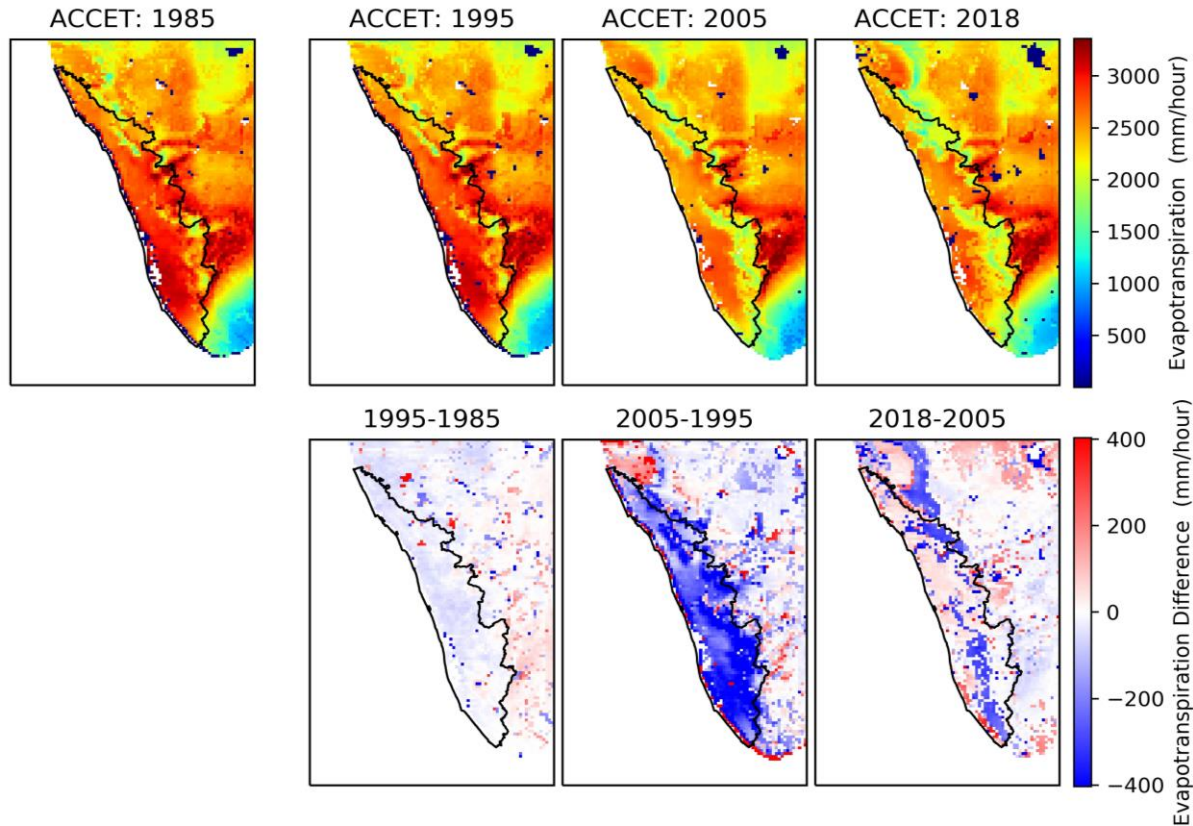 ACCET: 1985
ACCET: 1995
ACCET: 2005
ACCET: 2018
3000
2500
2000
1500
1000
500
Evapotranspiration (mm/hour)
1995-1985
2005-1995
2018-2005
400
200
0
−200
−400
Evapotranspiration Difference (mm/hour)